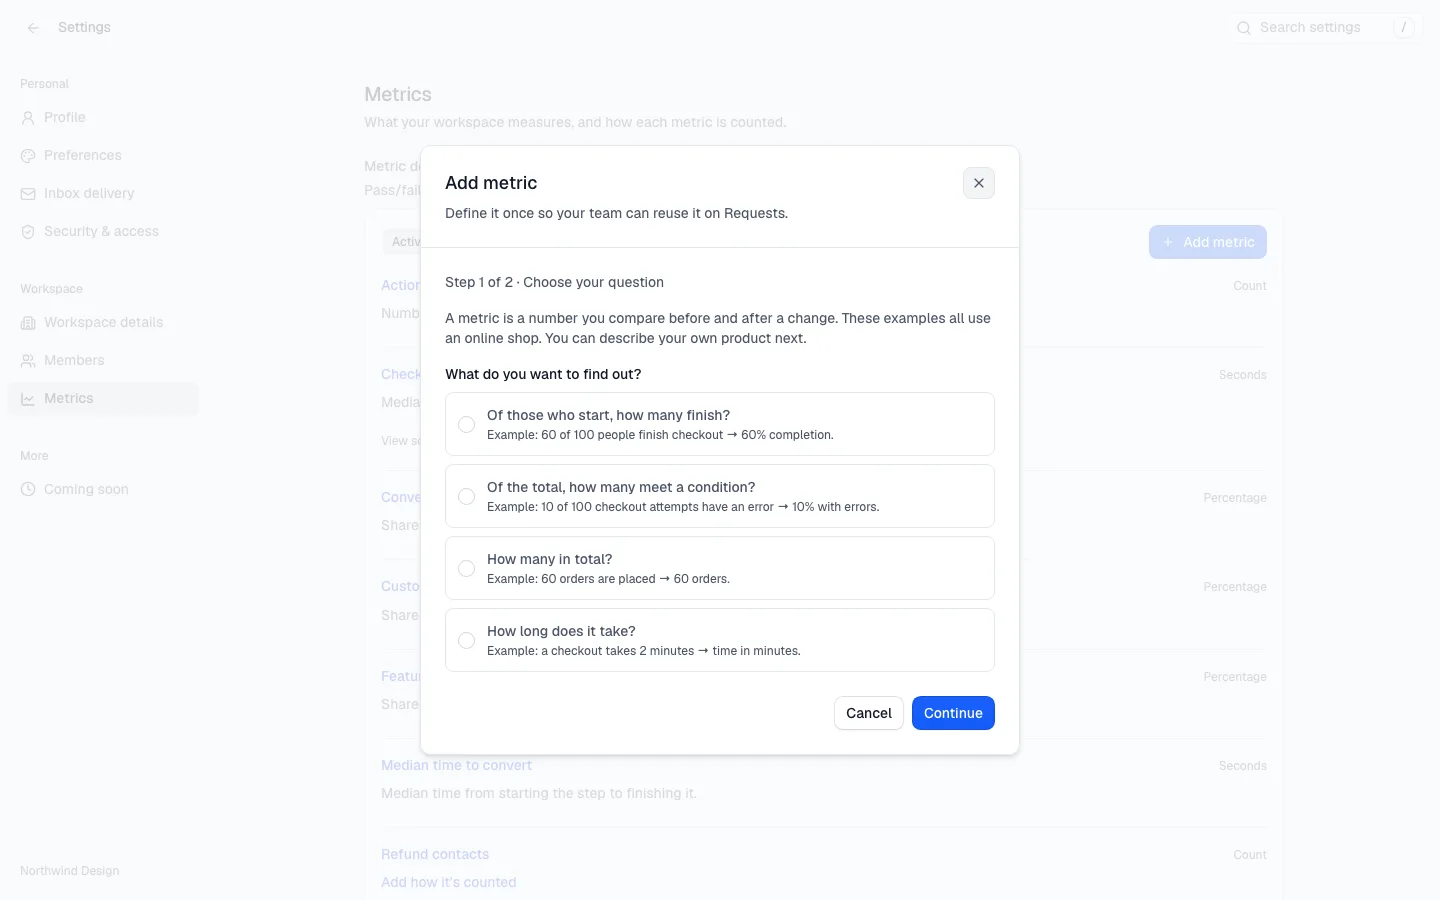 Settings
Search settings
/
Personal
Profile
Preferences
Inbox delivery
Security & access
Workspace
Workspace details
Members
Metrics
More
Coming soon
Northwind Design
Metrics
What your workspace measures, and how each metric is counted.
Metric
Pass/fail
Add metric
Count
Seconds
View
Percentage
Percentage
Share
Percentage
Share
Median time to convert
Seconds
Median time from starting the step to finishing it.
Refund contacts
Count
Add how it's counted
Add metric
Define it once so your team can reuse it on Requests.
Step 1 of 2 · Choose your question
A metric is a number you compare before and after a change. These examples all use
an online shop. You can describe your own product next.
What do you want to find out?
Of those who start, how many finish?
Example: 60 of 100 people finish checkout → 60% completion.
Of the total, how many meet a condition?
Example: 10 of 100 checkout attempts have an error → 10% with errors.
How many in total?
Example: 60 orders are placed → 60 orders.
How long does it take?
Example: a checkout takes 2 minutes → time in minutes.
Cancel
Continue